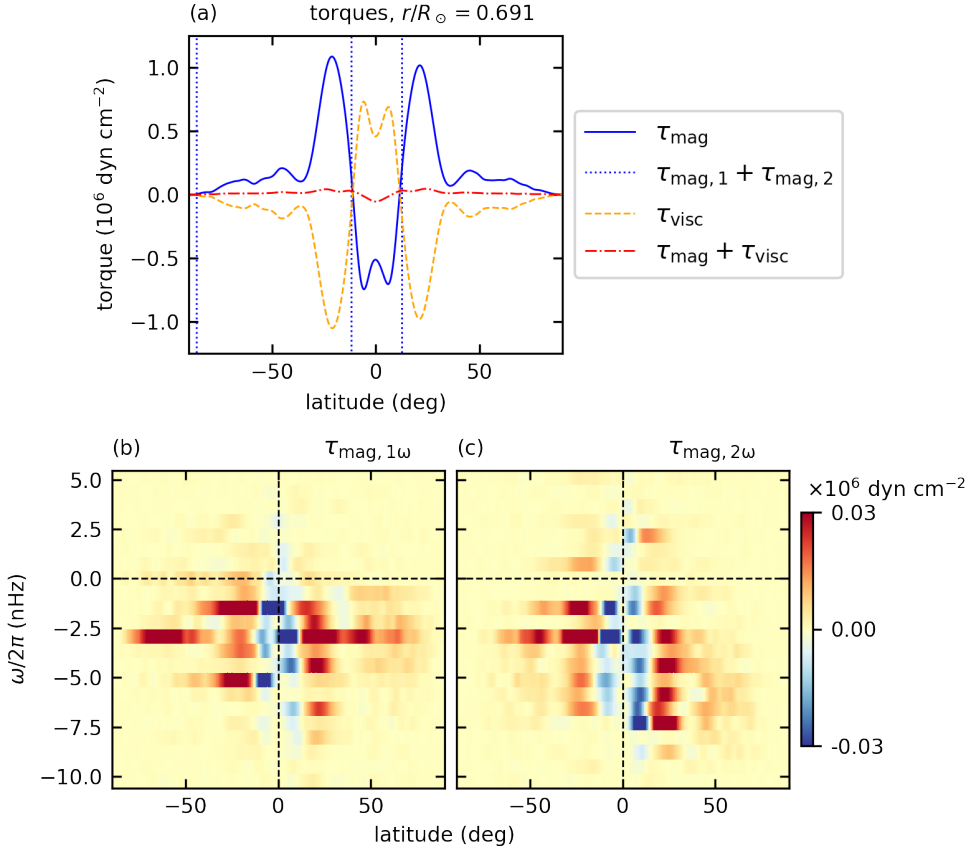 (a) torques, r/R⊙ = 0.691
1.0
0.5
0.0
−0.5
−1.0
torque (10⁶ dyn cm⁻²)
−50 0 50
latitude (deg)
τmag
τmag, 1 + τmag, 2
τvisc
τmag + τvisc
(b) τmag, 1ω
(c) τmag, 2ω
5.0
2.5
0.0
−2.5
−5.0
−7.5
−10.0
ω/2π (nHz)
−50 0 50
−50 0 50
latitude (deg)
×10⁶ dyn cm⁻²
0.03
0.00
-0.03